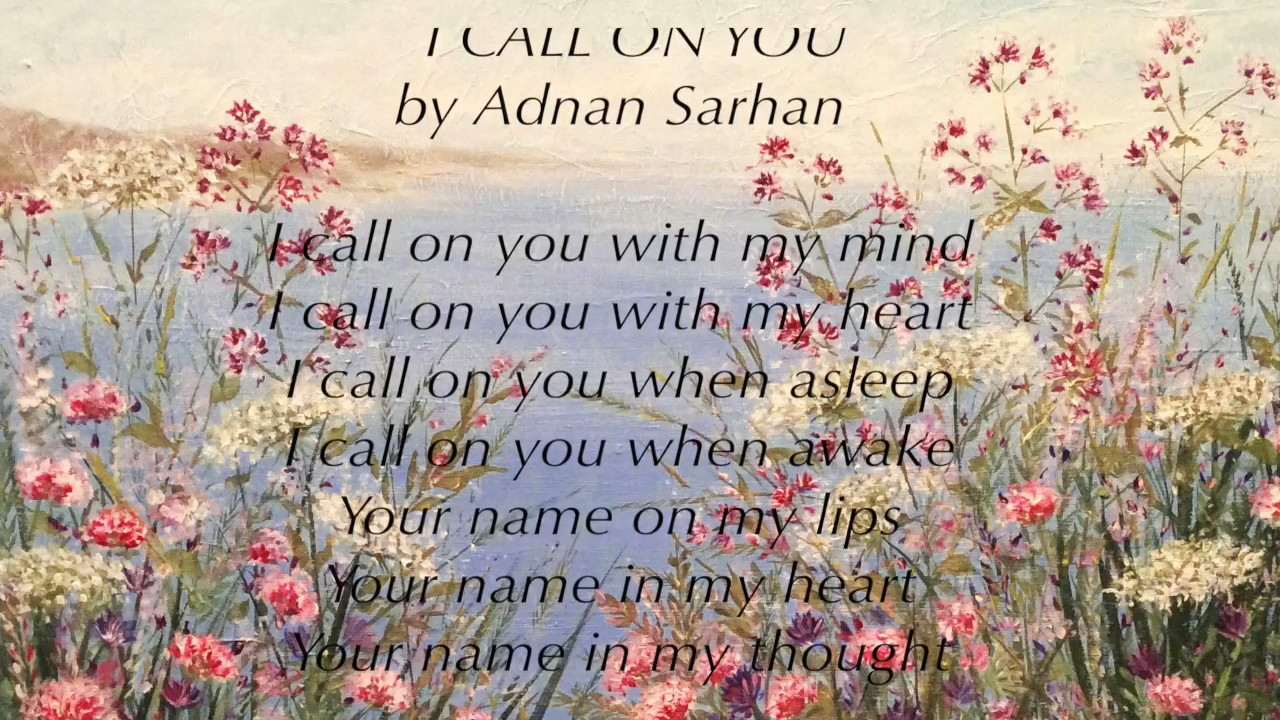 I CALL ON YOU
by Adnan Sarhan
I call on you with my mind
I call on you with my heart
I call on you when asleep
I call on you when awake
Your name on my lips
Your name in my heart
Your name in my thought